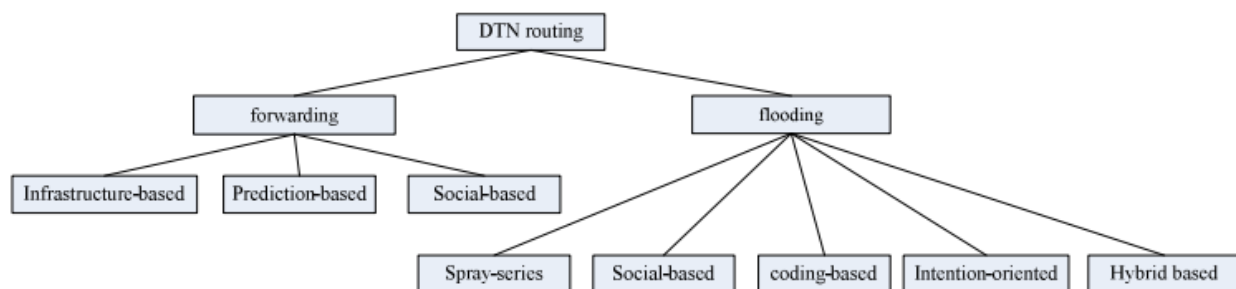 DTN routing
forwarding
flooding
Infrastructure-based
Prediction-based
Social-based
Spray-series
Social-based
coding-based
Intention-oriented
Hybrid based